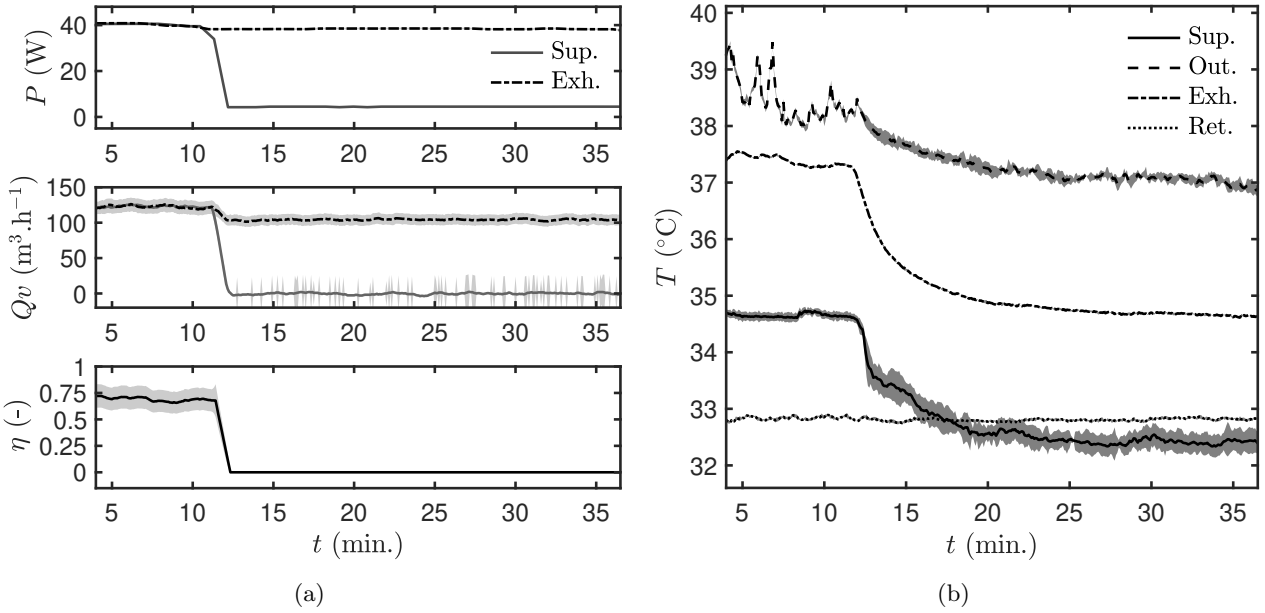 P (W)
40
20
0
Sup.
Exh.
5 10 15 20 25 30 35
Qv (m³.h⁻¹)
150
100
50
0
5 10 15 20 25 30 35
η (-)
1
0.75
0.5
0.25
0
5 10 15 20 25 30 35
t (min.)
(a)
T (°C)
40
39
38
37
36
35
34
33
32
Sup.
Out.
Exh.
Ret.
5 10 15 20 25 30 35
t (min.)
(b)